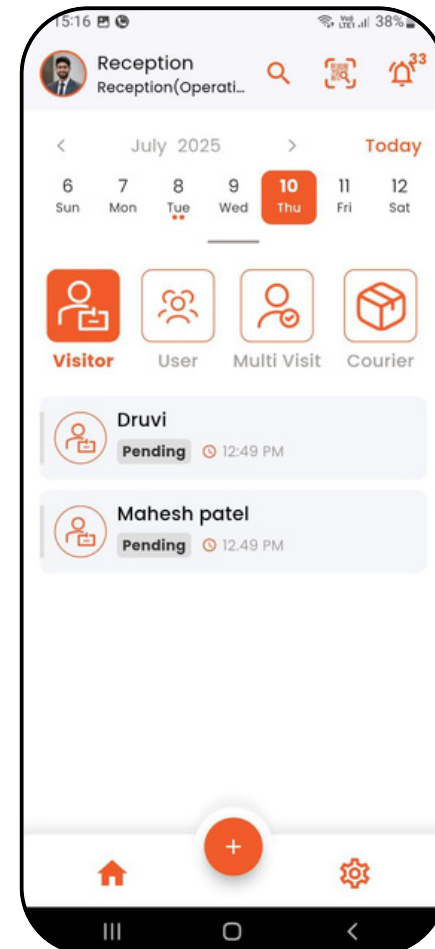 15:16 38%
Reception
Reception(Operati...
33
July 2025 Today
6 7 8 9 10 11 12
Sun Mon Tue Wed Thu Fri Sat
Visitor User Multi Visit Courier
Druvi
Pending 12:49 PM
Mahesh patel
Pending 12.49 PM